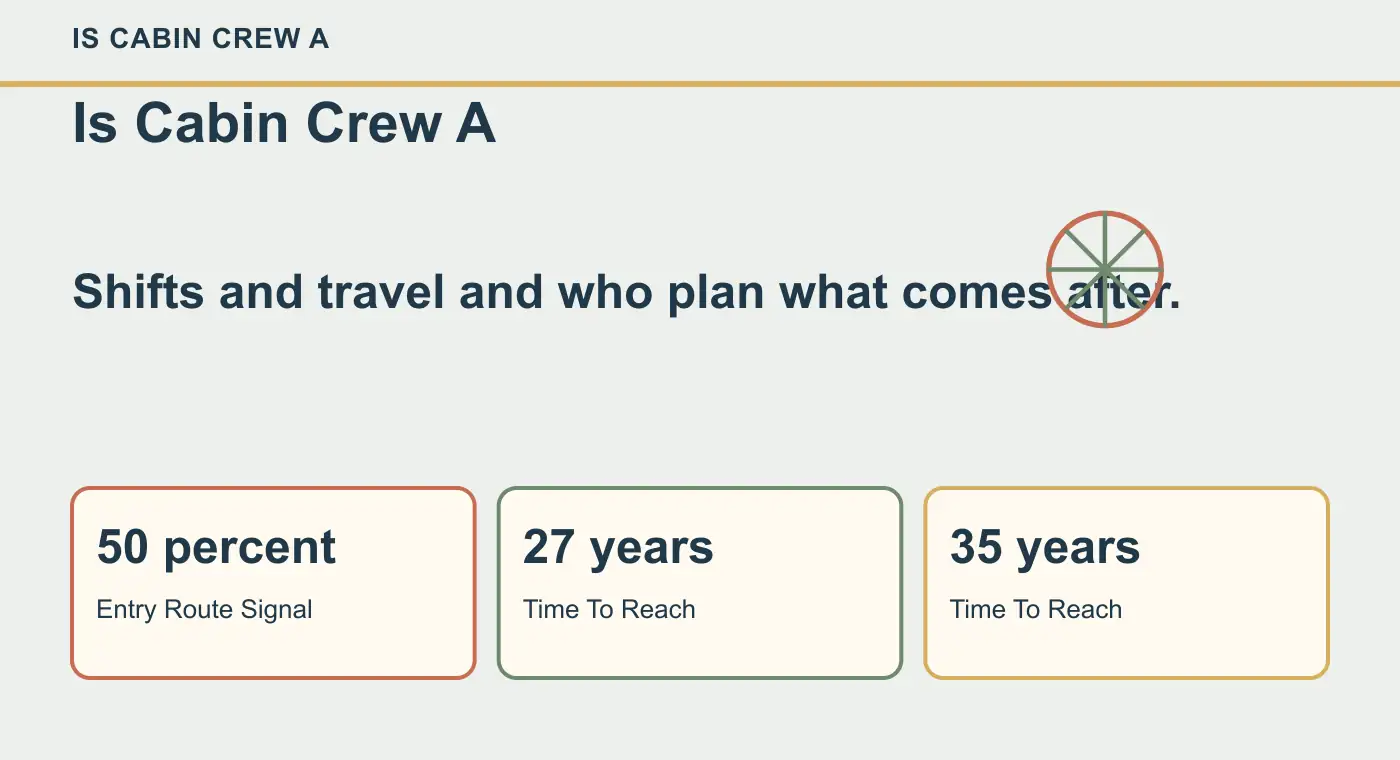 IS CABIN CREW A
Is Cabin Crew A
Shifts and travel and who plan what comes after.
50 percent
Entry Route Signal
27 years
Time To Reach
35 years
Time To Reach